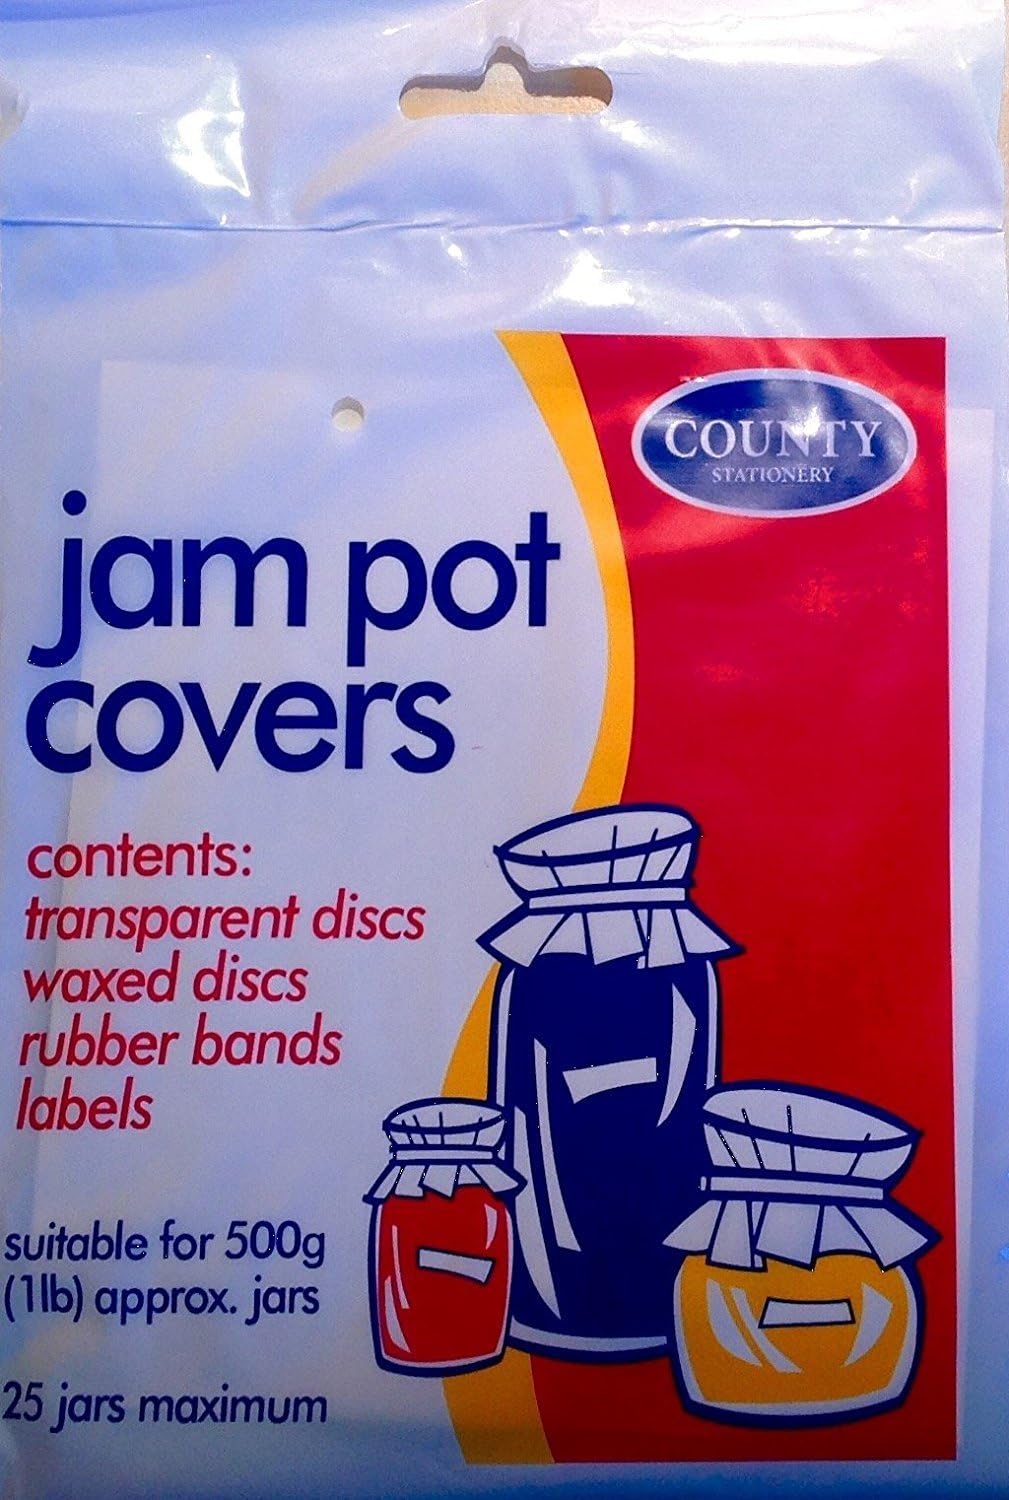 COUNTY
STATIONERY
jam pot
covers
contents:
transparent discs
waxed discs
rubber bands
labels
suitable for 500g
(1lb) approx. jars
25 jars maximum